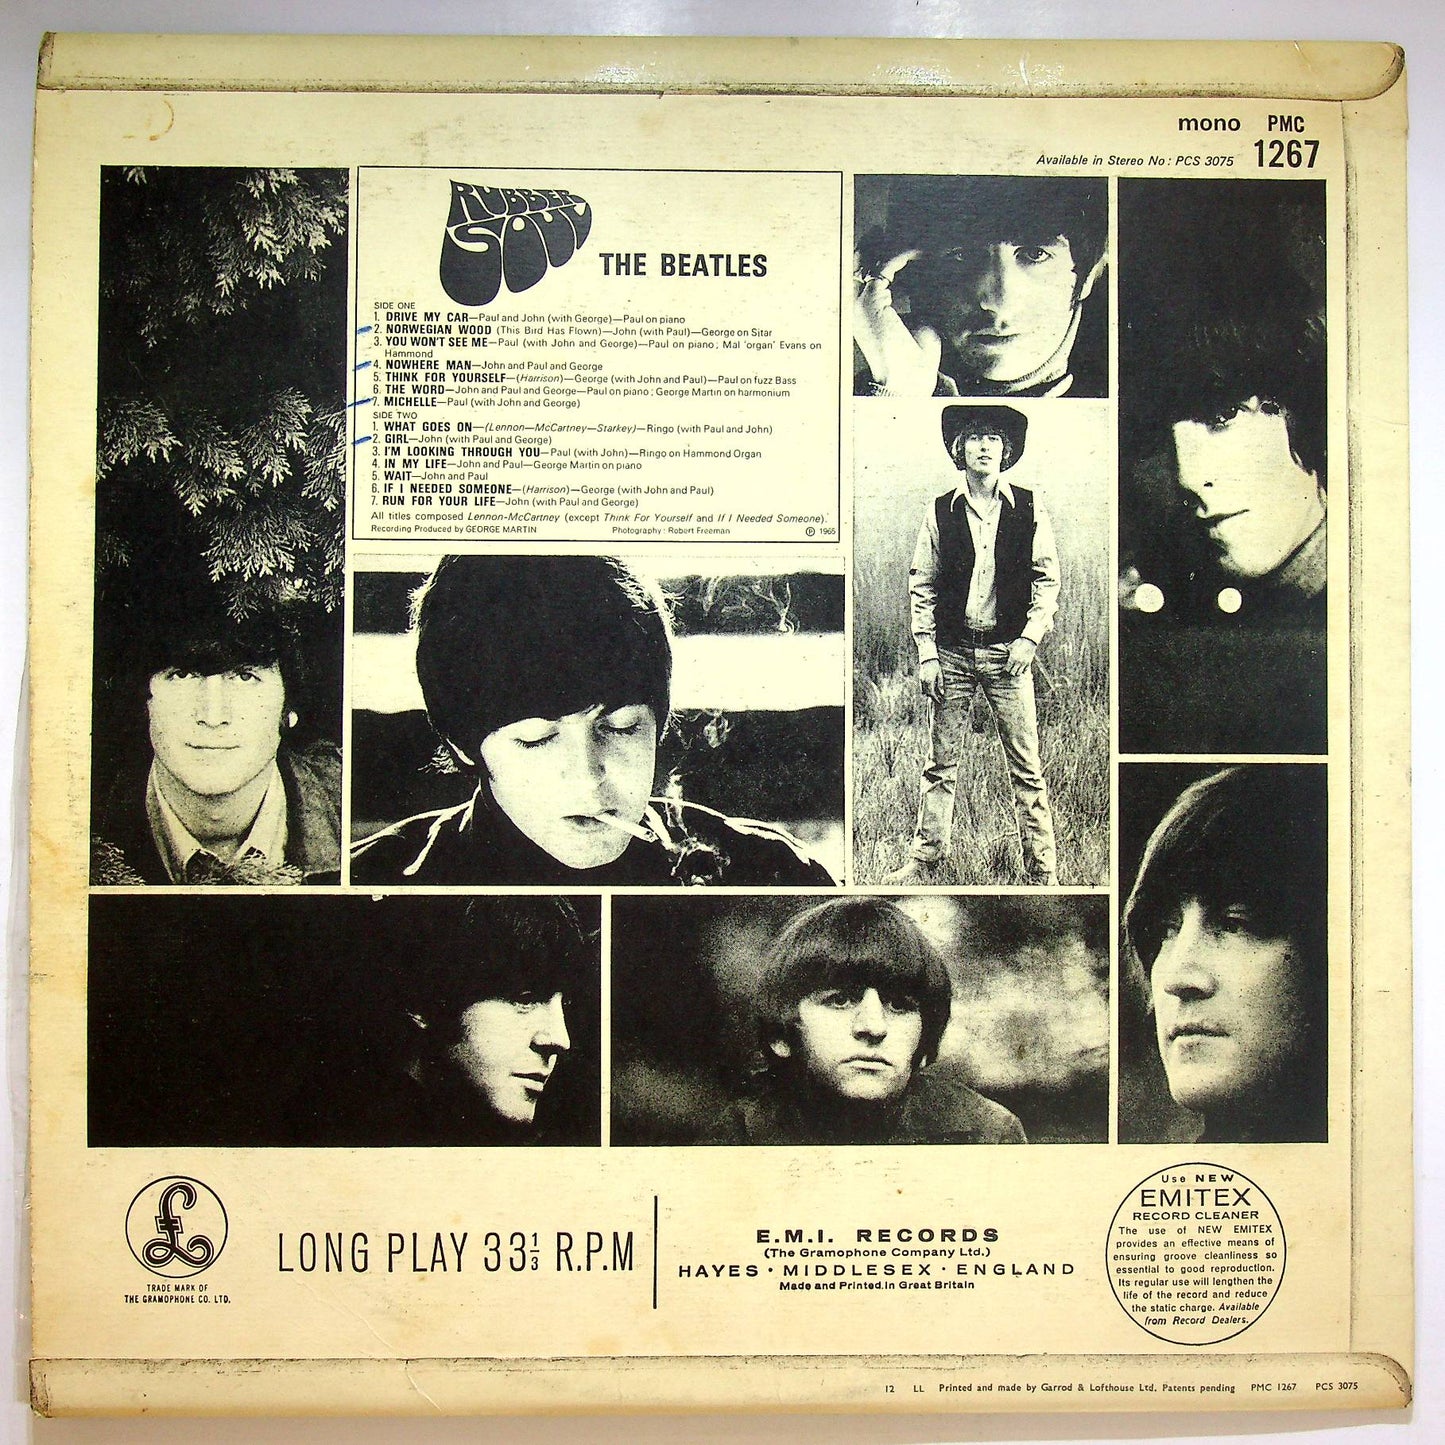 mono PMC
Available in Stereo No : PCS 3075 1267
RUBBER
SOUL
THE BEATLES
SIDE ONE
1. DRIVE MY CAR—Paul and John (with George)—Paul on piano
2. NORWEGIAN WOOD (This Bird Has Flown)—John (with Paul)—George on Sitar
3. YOU WON'T SEE ME—Paul (with John and George)—Paul on piano ; Mal 'organ' Evans on
Hammond
4. NOWHERE MAN—John and Paul and George
5. THINK FOR YOURSELF—(Harrison)—George (with John and Paul)—Paul on fuzz Bass
6. THE WORD—John and Paul and George—Paul on piano ; George Martin on harmonium
7. MICHELLE—Paul (with John and George)
SIDE TWO
1. WHAT GOES ON—(Lennon—McCartney—Starkey)—Ringo (with Paul and John)
2. GIRL—John (with Paul and George)
3. I'M LOOKING THROUGH YOU—Paul (with John)—Ringo on Hammond Organ
4. IN MY LIFE—John and Paul—George Martin on piano
5. WAIT—John and Paul
6. IF I NEEDED SOMEONE—(Harrison)—George (with John and Paul)
7. RUN FOR YOUR LIFE—John (with Paul and George)
All titles composed Lennon-McCartney (except Think For Yourself and If I Needed Someone).
Recording Produced by GEORGE MARTIN Photography · Robert Freeman ℗ 1965
£
TRADE MARK OF
THE GRAMOPHONE CO. LTD.
LONG PLAY 33⅓ R.P.M
E.M.I. RECORDS
(The Gramophone Company Ltd.)
HAYES · MIDDLESEX · ENGLAND
Made and Printed in Great Britain
Use NEW
EMITEX
RECORD CLEANER
The use of NEW EMITEX
provides an effective means of
ensuring groove cleanliness so
essential to good reproduction.
Its regular use will lengthen the
life of the record and reduce
the static charge. Available
from Record Dealers.
12 LL Printed and made by Garrod & Lofthouse Ltd. Patents pending PMC 1267 PCS 3075